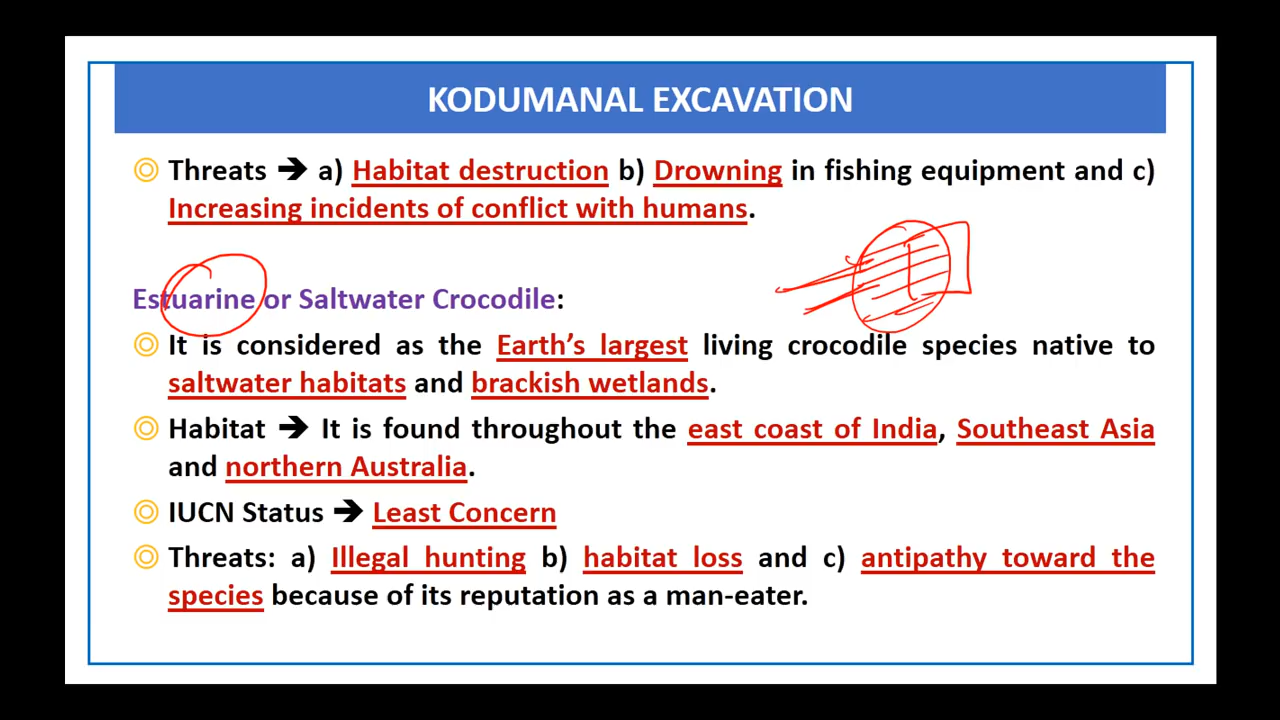 KODUMANAL EXCAVATION
Threats ➔ a) Habitat destruction b) Drowning in fishing equipment and c)
Increasing incidents of conflict with humans.
Estuarine or Saltwater Crocodile:
It is considered as the Earth's largest living crocodile species native to
saltwater habitats and brackish wetlands.
Habitat ➔ It is found throughout the east coast of India, Southeast Asia
and northern Australia.
IUCN Status ➔ Least Concern
Threats: a) Illegal hunting b) habitat loss and c) antipathy toward the
species because of its reputation as a man-eater.